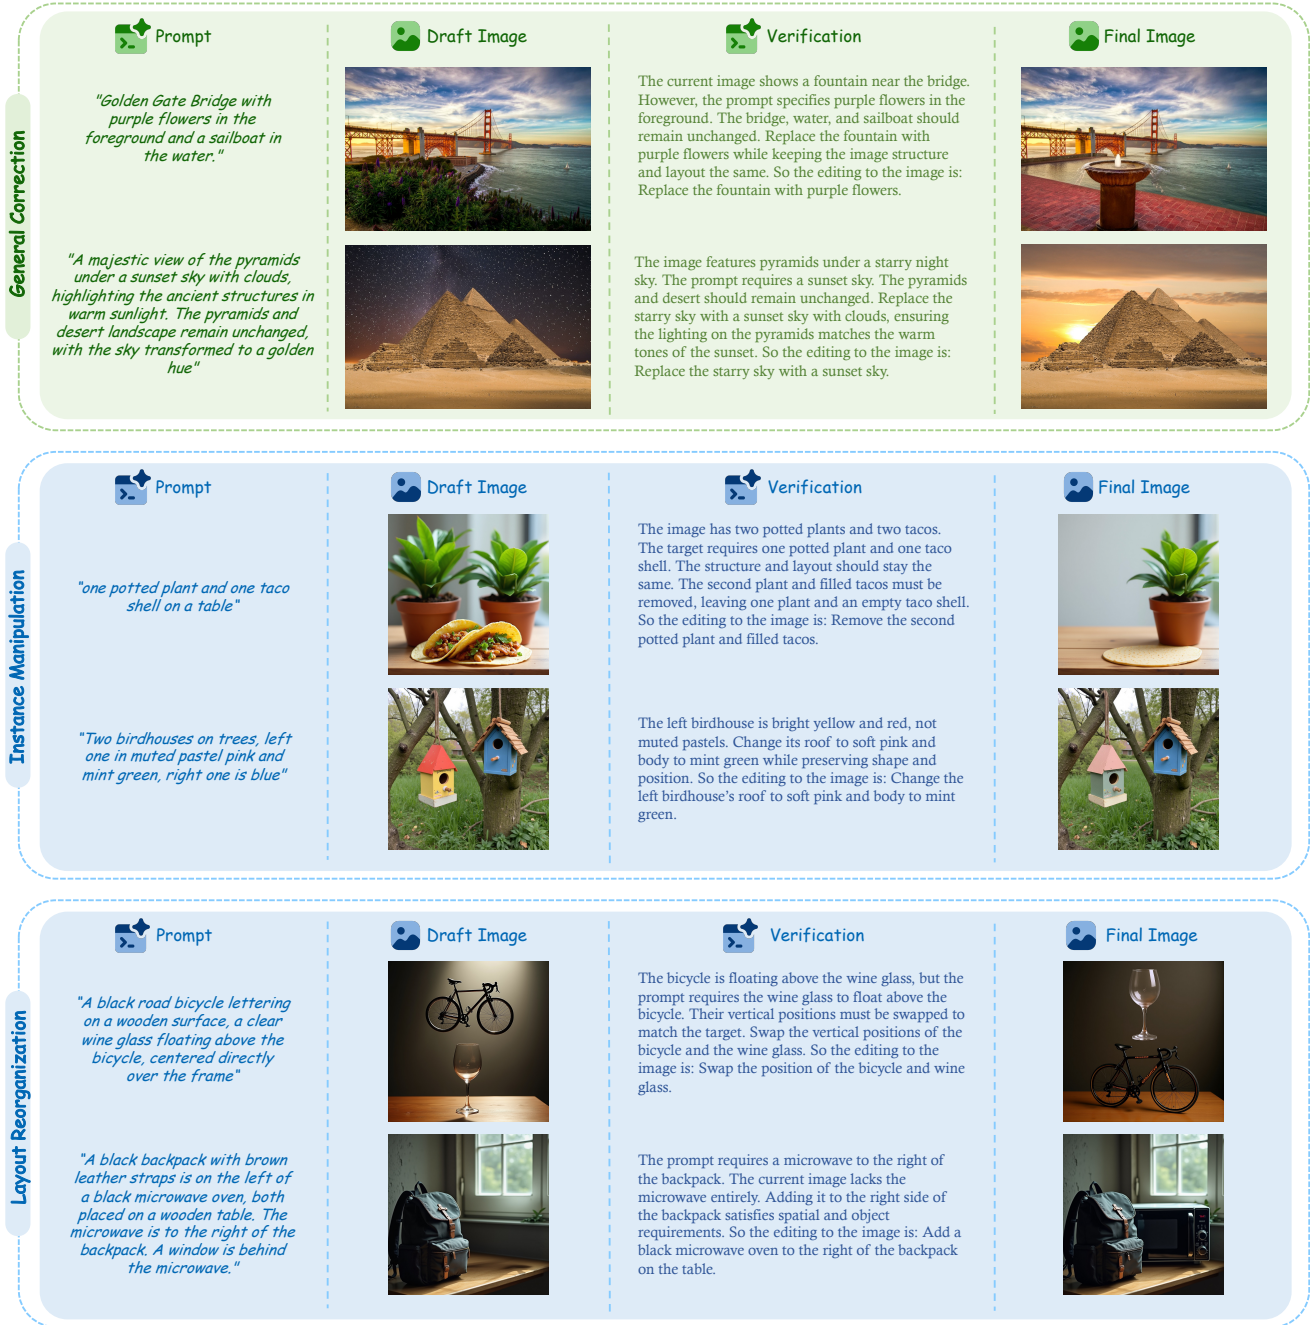 General Correction
Prompt
Draft Image
Verification
Final Image
"Golden Gate Bridge with
purple flowers in the
foreground and a sailboat in
the water."
The current image shows a fountain near the bridge.
However, the prompt specifies purple flowers in the
foreground. The bridge, water, and sailboat should
remain unchanged. Replace the fountain with
purple flowers while keeping the image structure
and layout the same. So the editing to the image is:
Replace the fountain with purple flowers.
"A majestic view of the pyramids
under a sunset sky with clouds,
highlighting the ancient structures in
warm sunlight. The pyramids and
desert landscape remain unchanged,
with the sky transformed to a golden
hue"
The image features pyramids under a starry night
sky. The prompt requires a sunset sky. The pyramids
and desert should remain unchanged. Replace the
starry sky with a sunset sky with clouds, ensuring
the lighting on the pyramids matches the warm
tones of the sunset. So the editing to the image is:
Replace the starry sky with a sunset sky.
Instance Manipulation
Prompt
Draft Image
Verification
Final Image
"one potted plant and one taco
shell on a table"
The image has two potted plants and two tacos.
The target requires one potted plant and one taco
shell. The structure and layout should stay the
same. The second plant and filled tacos must be
removed, leaving one plant and an empty taco shell.
So the editing to the image is: Remove the second
potted plant and filled tacos.
"Two birdhouses on trees, left
one in muted pastel pink and
mint green, right one is blue"
The left birdhouse is bright yellow and red, not
muted pastels. Change its roof to soft pink and
body to mint green while preserving shape and
position. So the editing to the image is: Change the
left birdhouse's roof to soft pink and body to mint
green.
Layout Reorganization
Prompt
Draft Image
Verification
Final Image
"A black road bicycle lettering
on a wooden surface, a clear
wine glass floating above the
bicycle, centered directly
over the frame"
The bicycle is floating above the wine glass, but the
prompt requires the wine glass to float above the
bicycle. Their vertical positions must be swapped to
match the target. Swap the vertical positions of the
bicycle and the wine glass. So the editing to the
image is: Swap the position of the bicycle and wine
glass.
"A black backpack with brown
leather straps is on the left of
a black microwave oven, both
placed on a wooden table. The
microwave is to the right of the
backpack. A window is behind
the microwave."
The prompt requires a microwave to the right of
the backpack. The current image lacks the
microwave entirely. Adding it to the right side of
the backpack satisfies spatial and object
requirements. So the editing to the image is: Add a
black microwave oven to the right of the backpack
on the table.